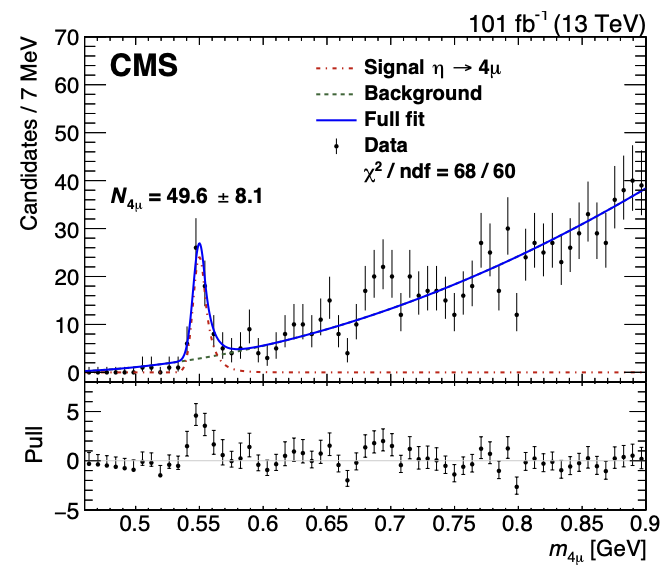 101 fb⁻¹ (13 TeV)
CMS
Signal η → 4μ
Background
Full fit
Data
χ² / ndf = 68 / 60
N₄μ = 49.6 ± 8.1
Candidates / 7 MeV
70
60
50
40
30
20
10
0
Pull
5
0
−5
0.5
0.55
0.6
0.65
0.7
0.75
0.8
0.85
0.9
m₄μ [GeV]